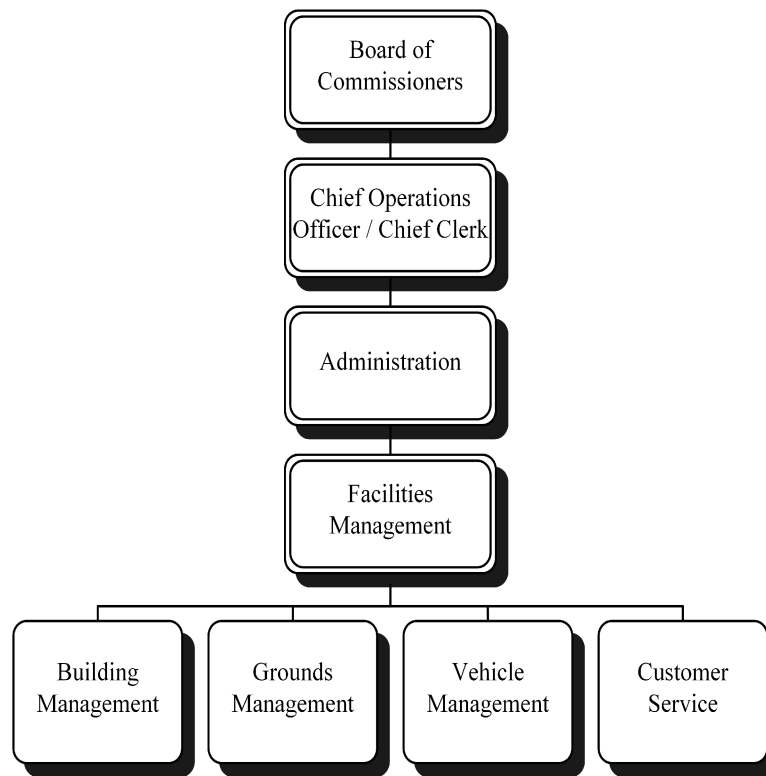 Board of
Commissioners
Chief Operations
Officer / Chief Clerk
Administration
Facilities
Management
Building
Management
Grounds
Management
Vehicle
Management
Customer
Service